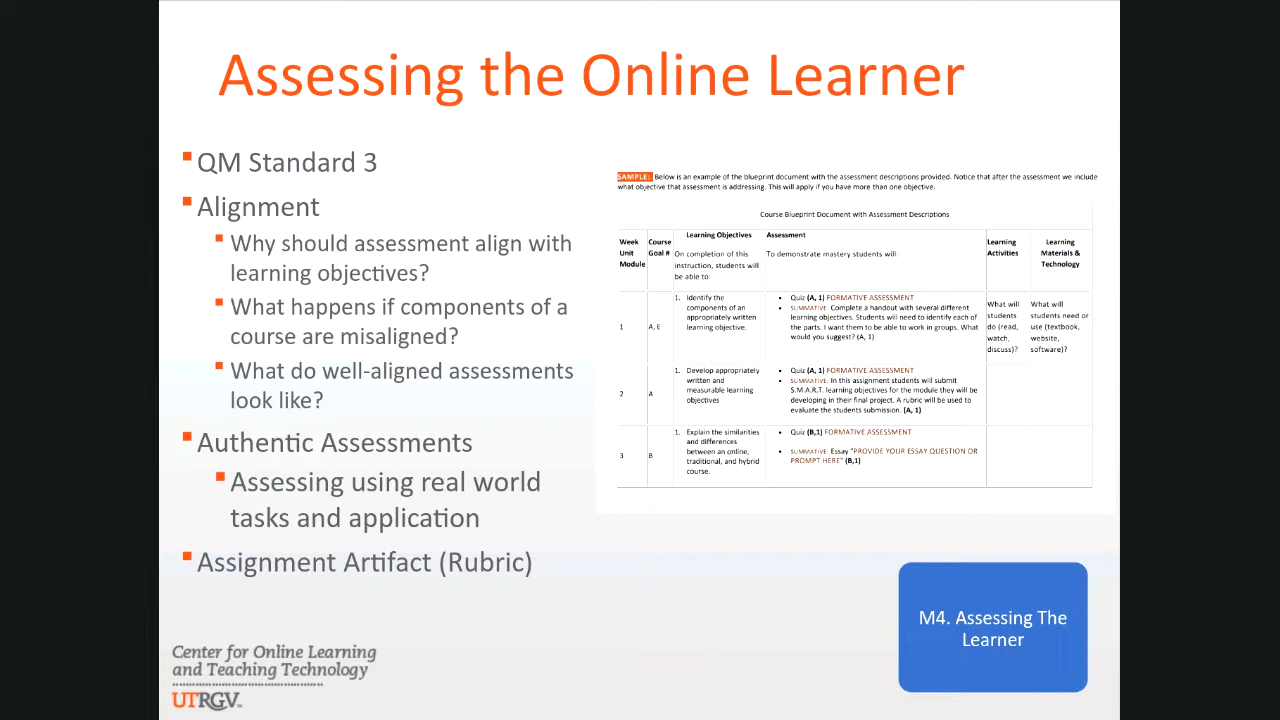 Assessing the Online Learner
QM Standard 3
Alignment
Why should assessment align with
learning objectives?
What happens if components of a
course are misaligned?
What do well-aligned assessments
look like?
Authentic Assessments
Assessing using real world
tasks and application
Assignment Artifact (Rubric)
SAMPLE: Below is an example of the blueprint document with the assessment descriptions provided. Notice that after the assessment we include
what objective that assessment is addressing. This will apply if you have more than one objective.
Course Blueprint Document with Assessment Descriptions
Week
Unit
Module
Course
Goal #
Learning Objectives
On completion of this
instruction, students will
be able to:
Assessment
To demonstrate mastery students will:
Learning
Activities
Learning
Materials &
Technology
1
A, E
1. Identify the
components of an
appropriately written
learning objective.
• Quiz (A, 1) FORMATIVE ASSESSMENT
• SUMMATIVE: Complete a handout with several different
learning objectives. Students will need to identify each of
the parts. I want them to be able to work in groups. What
would you suggest? (A, 1)
What will
students
do (read,
watch,
discuss)?
What will
students need or
use (textbook,
website,
software)?
2
A
1. Develop appropriately
written and
measurable learning
objectives
• Quiz (A, 1) FORMATIVE ASSESSMENT
• SUMMATIVE: In this assignment students will submit
S.M.A.R.T. learning objectives for the module they will be
developing in their final project. A rubric will be used to
evaluate the students submission. (A, 1)
3
B
1. Explain the similarities
and differences
between an online,
traditional, and hybrid
course.
• Quiz (B,1) FORMATIVE ASSESSMENT
• SUMMATIVE: Essay "PROVIDE YOUR ESSAY QUESTION OR
PROMPT HERE" (B,1)
M4. Assessing The
Learner
Center for Online Learning
and Teaching Technology
UTRGV™